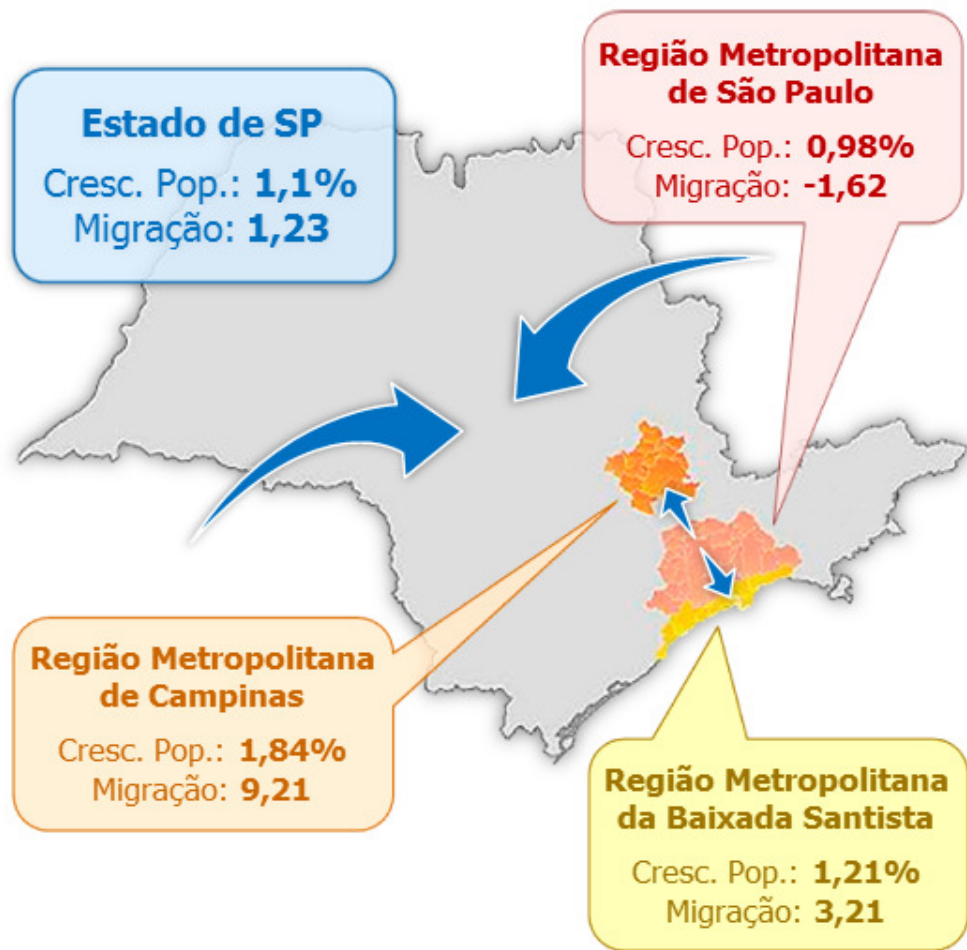 Estado de SP
Cresc. Pop.: 1,1%
Migração: 1,23
Região Metropolitana
de São Paulo
Cresc. Pop.: 0,98%
Migração: -1,62
Região Metropolitana
de Campinas
Cresc. Pop.: 1,84%
Migração: 9,21
Região Metropolitana
da Baixada Santista
Cresc. Pop.: 1,21%
Migração: 3,21